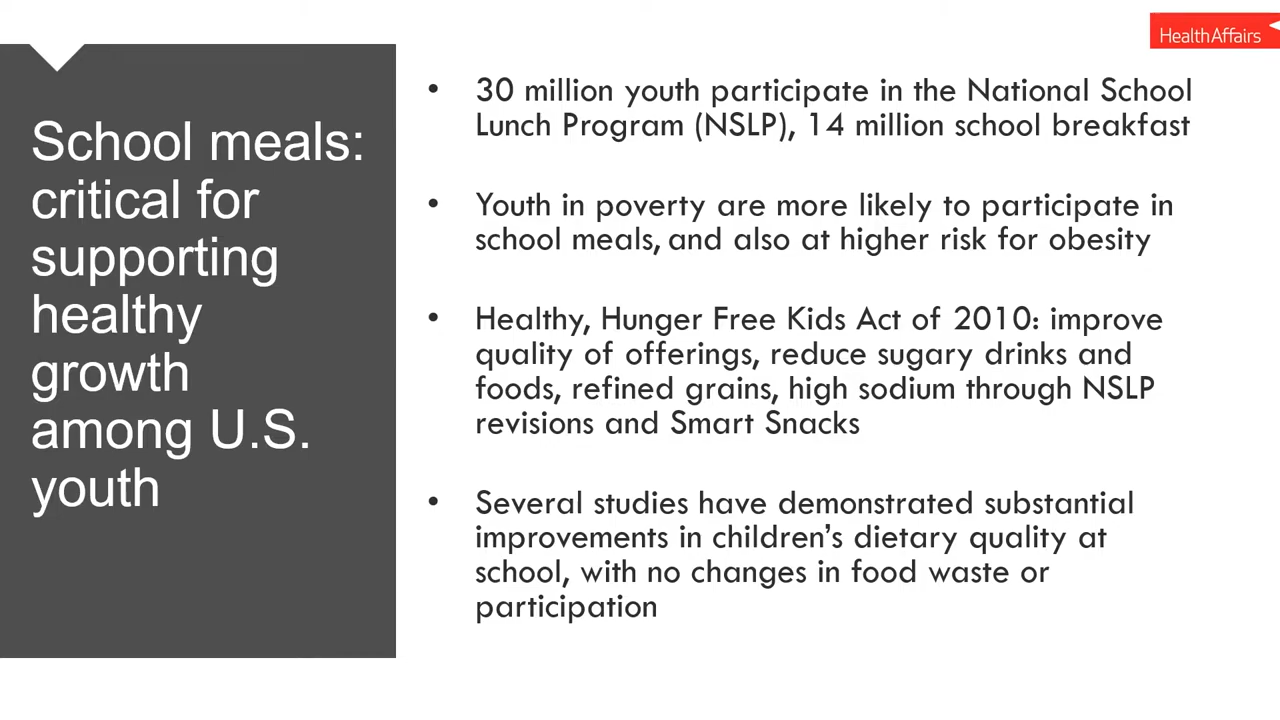 HealthAffairs
School meals:
critical for
supporting
healthy
growth
among U.S.
youth
• 30 million youth participate in the National School
Lunch Program (NSLP), 14 million school breakfast
• Youth in poverty are more likely to participate in
school meals, and also at higher risk for obesity
• Healthy, Hunger Free Kids Act of 2010: improve
quality of offerings, reduce sugary drinks and
foods, refined grains, high sodium through NSLP
revisions and Smart Snacks
• Several studies have demonstrated substantial
improvements in children’s dietary quality at
school, with no changes in food waste or
participation